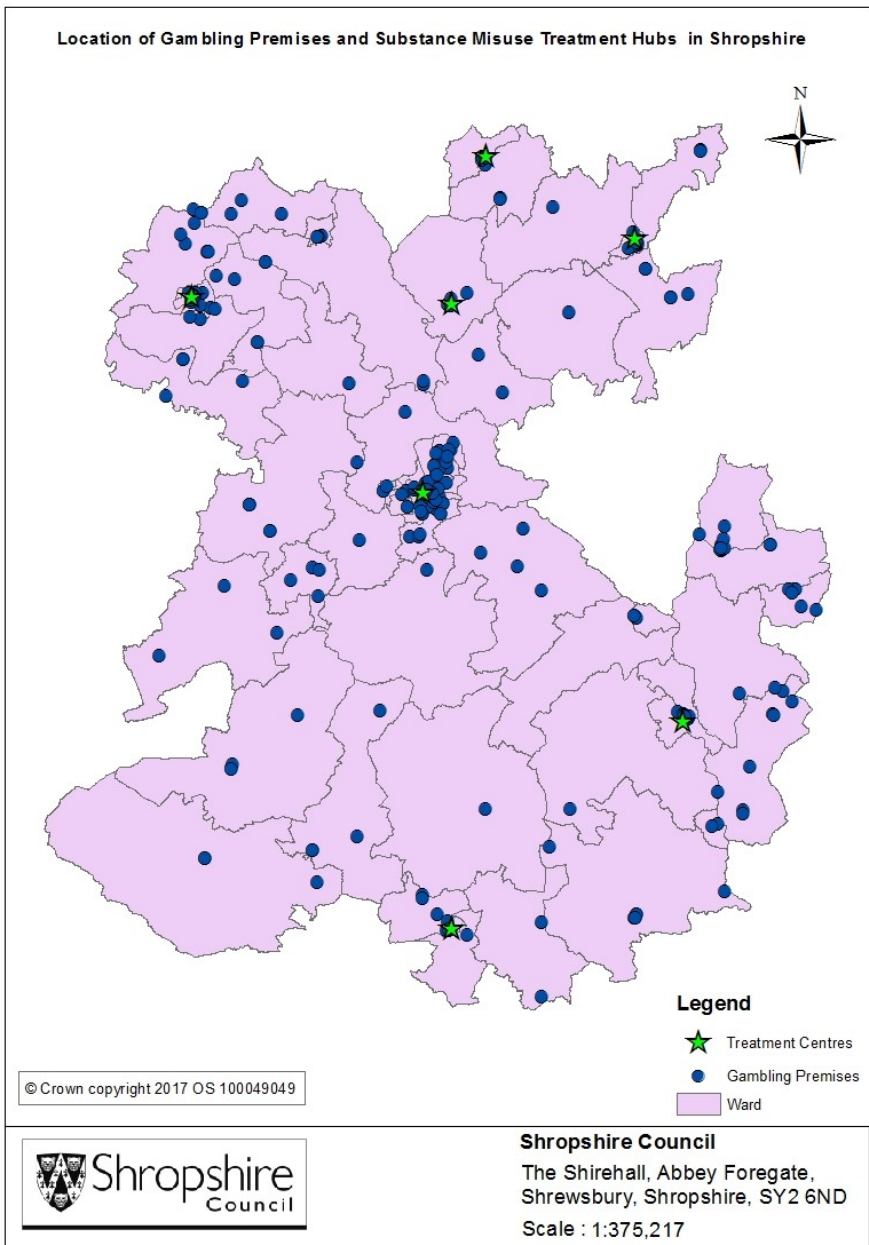 Location of Gambling Premises and Substance Misuse Treatment Hubs in Shropshire
N
Legend
Treatment Centres
Gambling Premises
Ward
© Crown copyright 2017 OS 100049049
Shropshire
Council
Shropshire Council
The Shirehall, Abbey Foregate,
Shrewsbury, Shropshire, SY2 6ND
Scale : 1:375,217